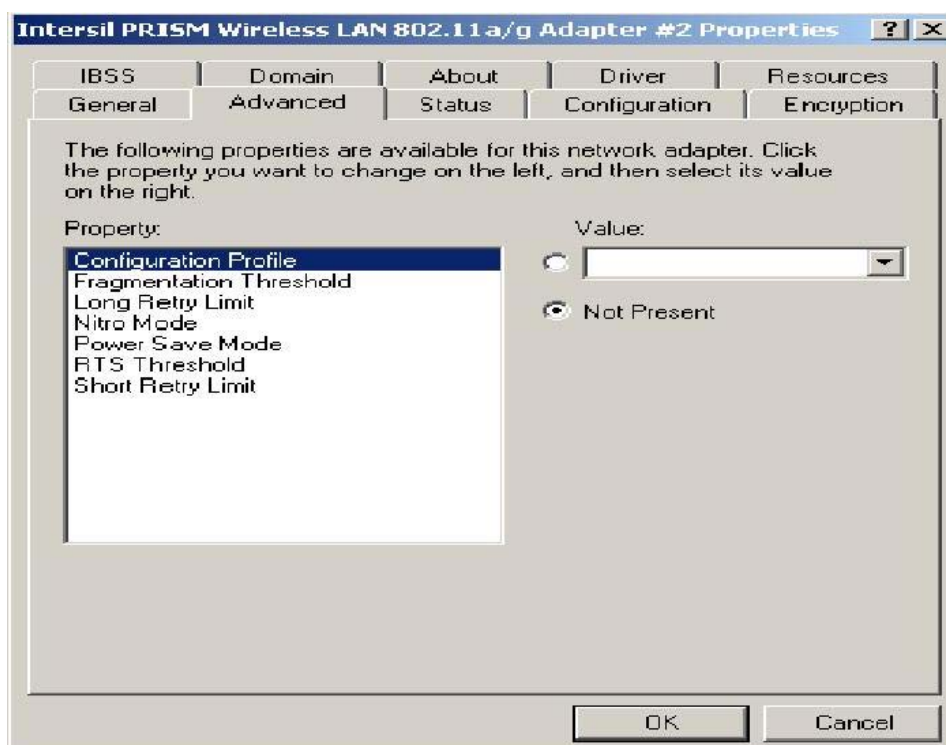 Intersil PRISM Wireless LAN 802.11a/g Adapter #2 Properties ? X
IBSS Domain About Driver Resources
General Advanced Status Configuration Encryption
The following properties are available for this network adapter. Click
the property you want to change on the left, and then select its value
on the right.
Property:
Value:
Configuration Profile
Fragmentation Threshold
Long Retry Limit
Nitro Mode
Power Save Mode
RTS Threshold
Short Retry Limit
Not Present
OK Cancel